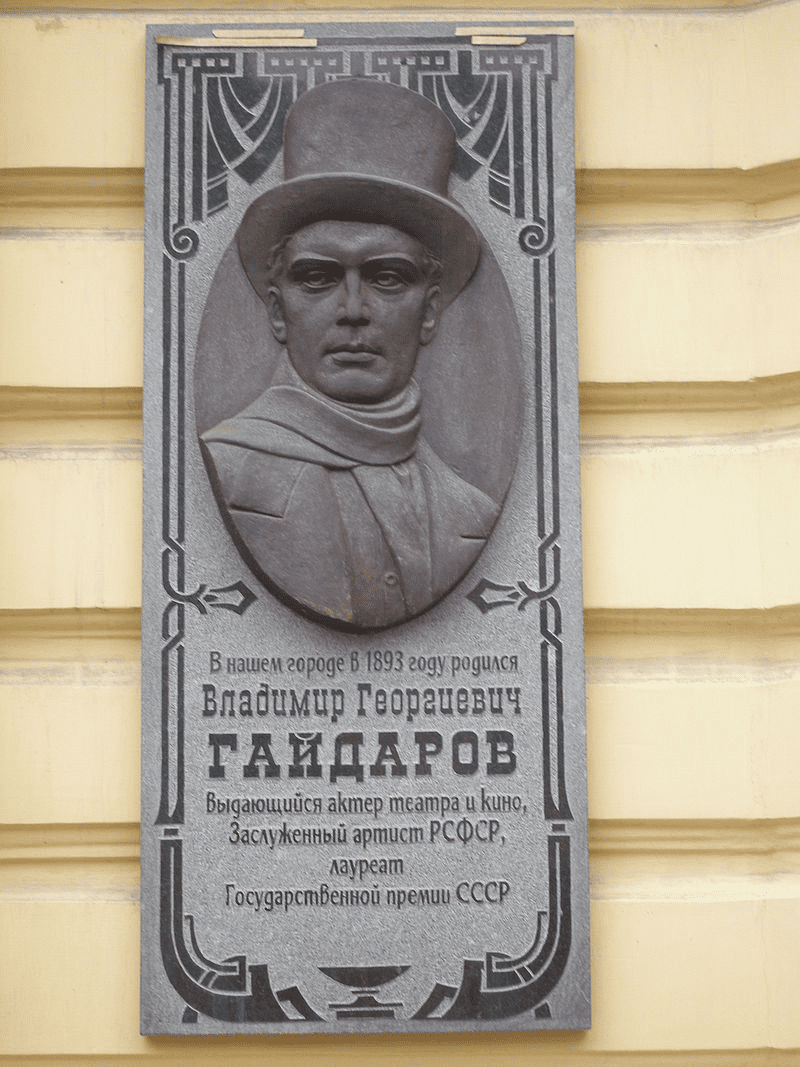 В нашем городе в 1893 году родился
Владимир Георгиевич
ГАЙДАРОВ
Выдающийся актер театра и кино,
Заслуженный артист РСФСР,
лауреат
Государственной премии СССР